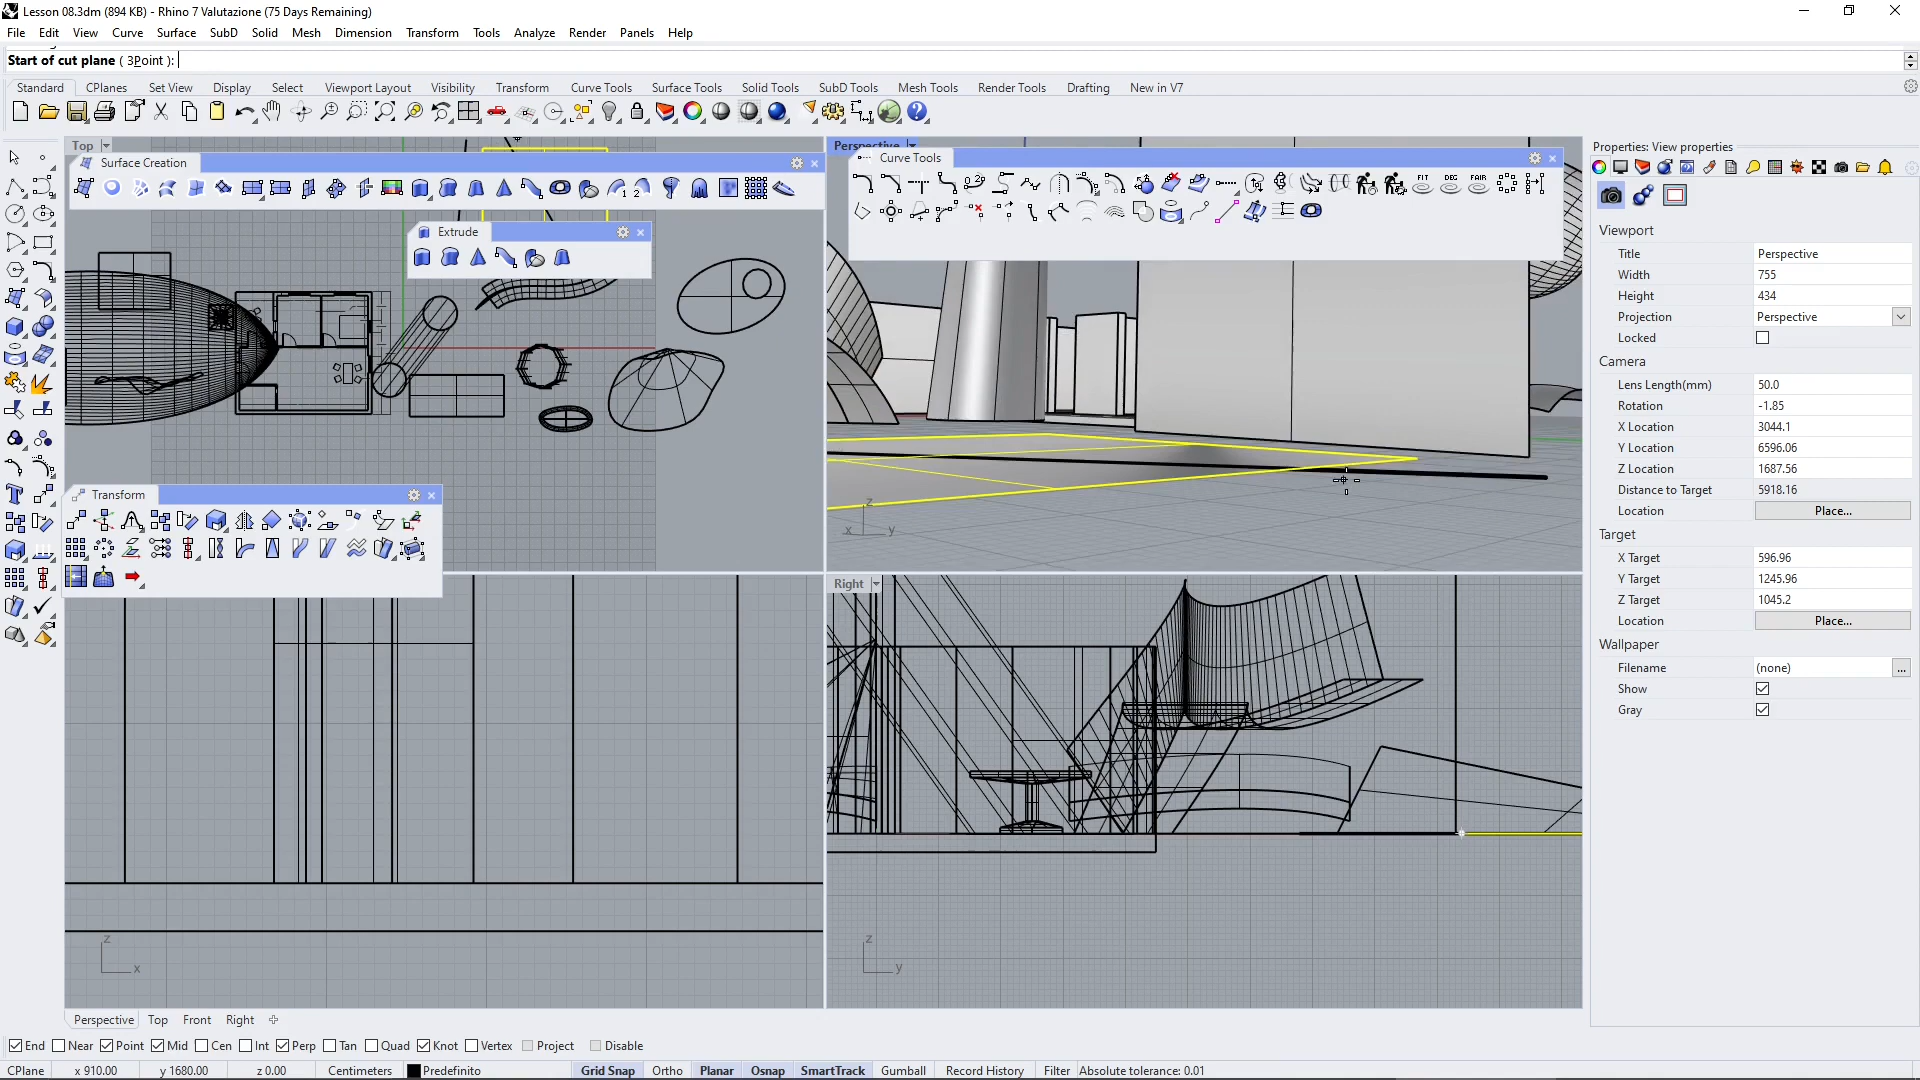 Lesson 08.3dm (894 KB) - Rhino 7 Valutazione (75 Days Remaining)
File Edit View Curve Surface SubD Solid Mesh Dimension Transform Tools Analyze Render Panels Help
Start of cut plane ( 3Point ):
Standard CPlanes Set View Display Select Viewport Layout Visibility Transform Curve Tools Surface Tools Solid Tools SubD Tools Mesh Tools Render Tools Drafting New in V7
Top
Surface Creation
Extrude
Transform
Perspective
Curve Tools
FIT DEG FAIR
1 2
z
x y
Right
z
x
z
y
Properties: View properties
Viewport
Title Perspective
Width 755
Height 434
Projection Perspective
Locked
Camera
Lens Length(mm) 50.0
Rotation -1.85
X Location 3044.1
Y Location 6596.06
Z Location 1687.56
Distance to Target 5918.16
Location Place...
Target
X Target 596.96
Y Target 1245.96
Z Target 1045.2
Location Place...
Wallpaper
Filename (none) ...
Show
Gray
Perspective Top Front Right
End Near Point Mid Cen Int Perp Tan Quad Knot Vertex Project Disable
CPlane x 910.00 y 1680.00 z 0.00 Centimeters Predefinito Grid Snap Ortho Planar Osnap SmartTrack Gumball Record History Filter Absolute tolerance: 0.01